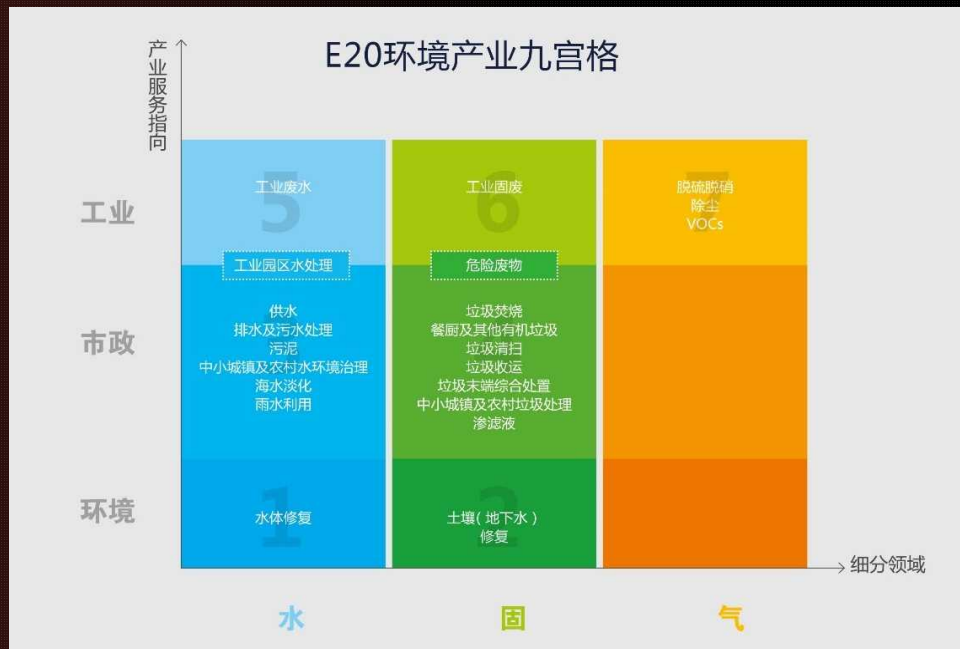 E20环境产业九宫格
产业服务指向
工业
5
工业废水
6
工业固废
7
脱硫脱硝
除尘
VOCs
工业园区水处理
危险废物
市政
供水
排水及污水处理
污泥
中小城镇及农村水环境治理
海水淡化
雨水利用
垃圾焚烧
餐厨及其他有机垃圾
垃圾清扫
垃圾收运
垃圾末端综合处置
中小城镇及农村垃圾处理
渗滤液
环境
1
水体修复
2
土壤(地下水)
修复
细分领域
水
固
气